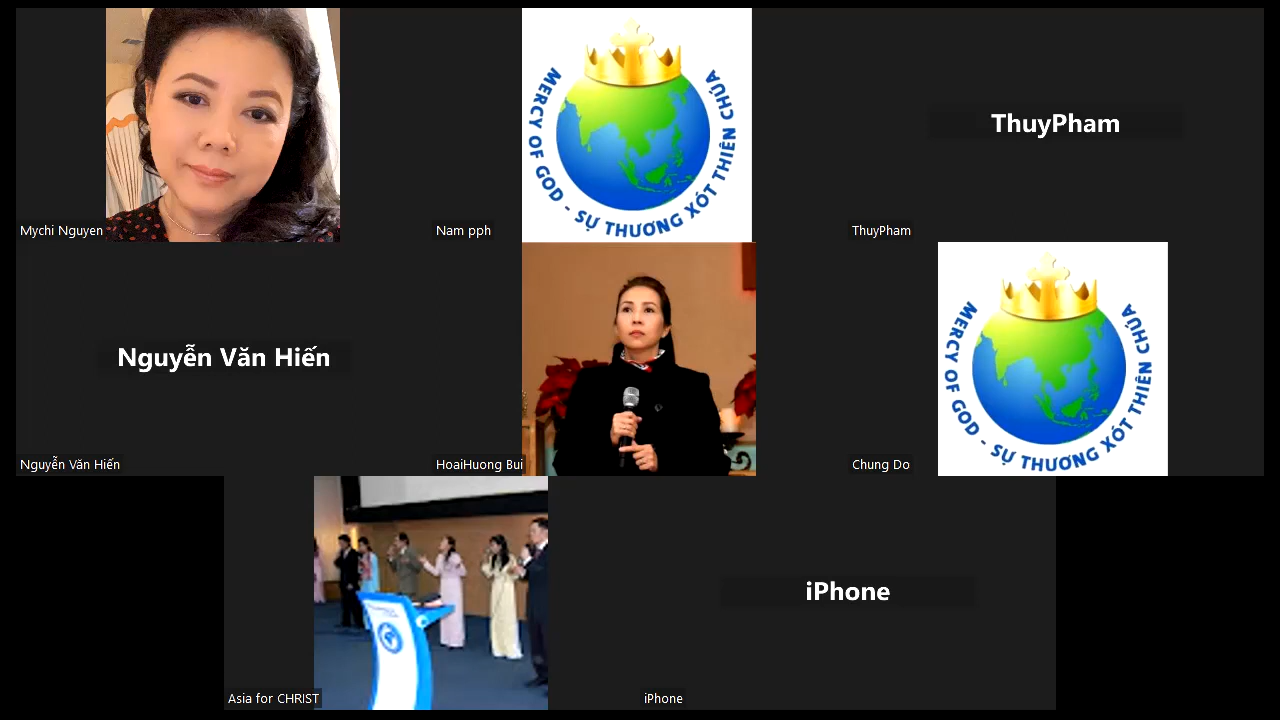 Mychi Nguyen
MERCY OF GOD - SỰ THƯƠNG XÓT THIÊN CHÚA
Nam pph
ThuyPham
ThuyPham
Nguyễn Văn Hiến
Nguyễn Văn Hiến
HoaiHuong Bui
MERCY OF GOD - SỰ THƯƠNG XÓT THIÊN CHÚA
Chung Do
Asia for CHRIST
iPhone
iPhone